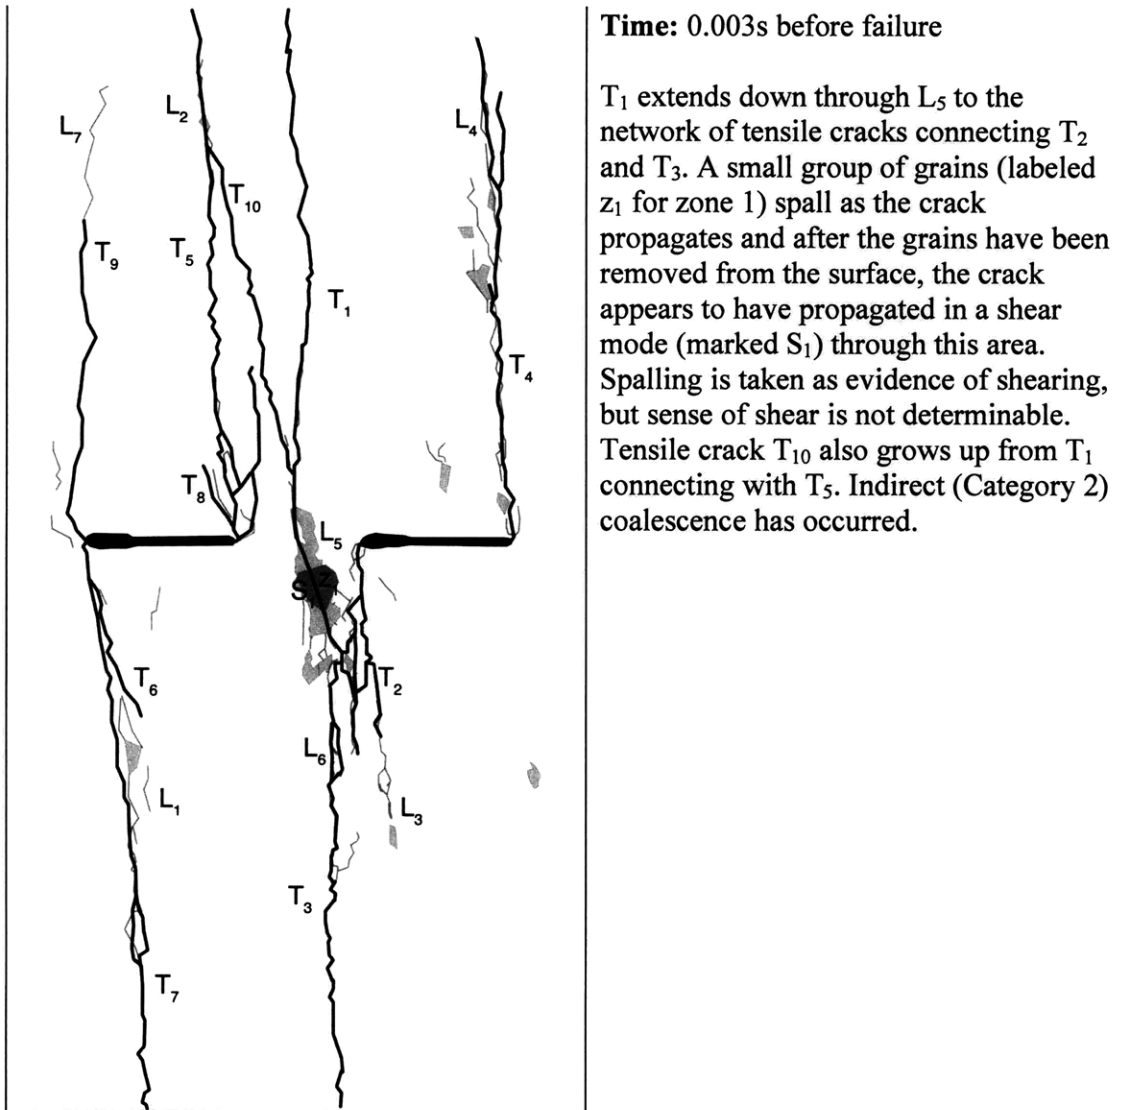 L₇
L₂
L₄
T₁₀
T₉
T₅
T₁
T₄
T₈
L₅
S
Z₁
T₆
T₂
L₆
L₁
L₃
T₃
T₇
Time: 0.003s before failure
T₁ extends down through L₅ to the
network of tensile cracks connecting T₂
and T₃. A small group of grains (labeled
z₁ for zone 1) spall as the crack
propagates and after the grains have been
removed from the surface, the crack
appears to have propagated in a shear
mode (marked S₁) through this area.
Spalling is taken as evidence of shearing,
but sense of shear is not determinable.
Tensile crack T₁₀ also grows up from T₁
connecting with T₅. Indirect (Category 2)
coalescence has occurred.